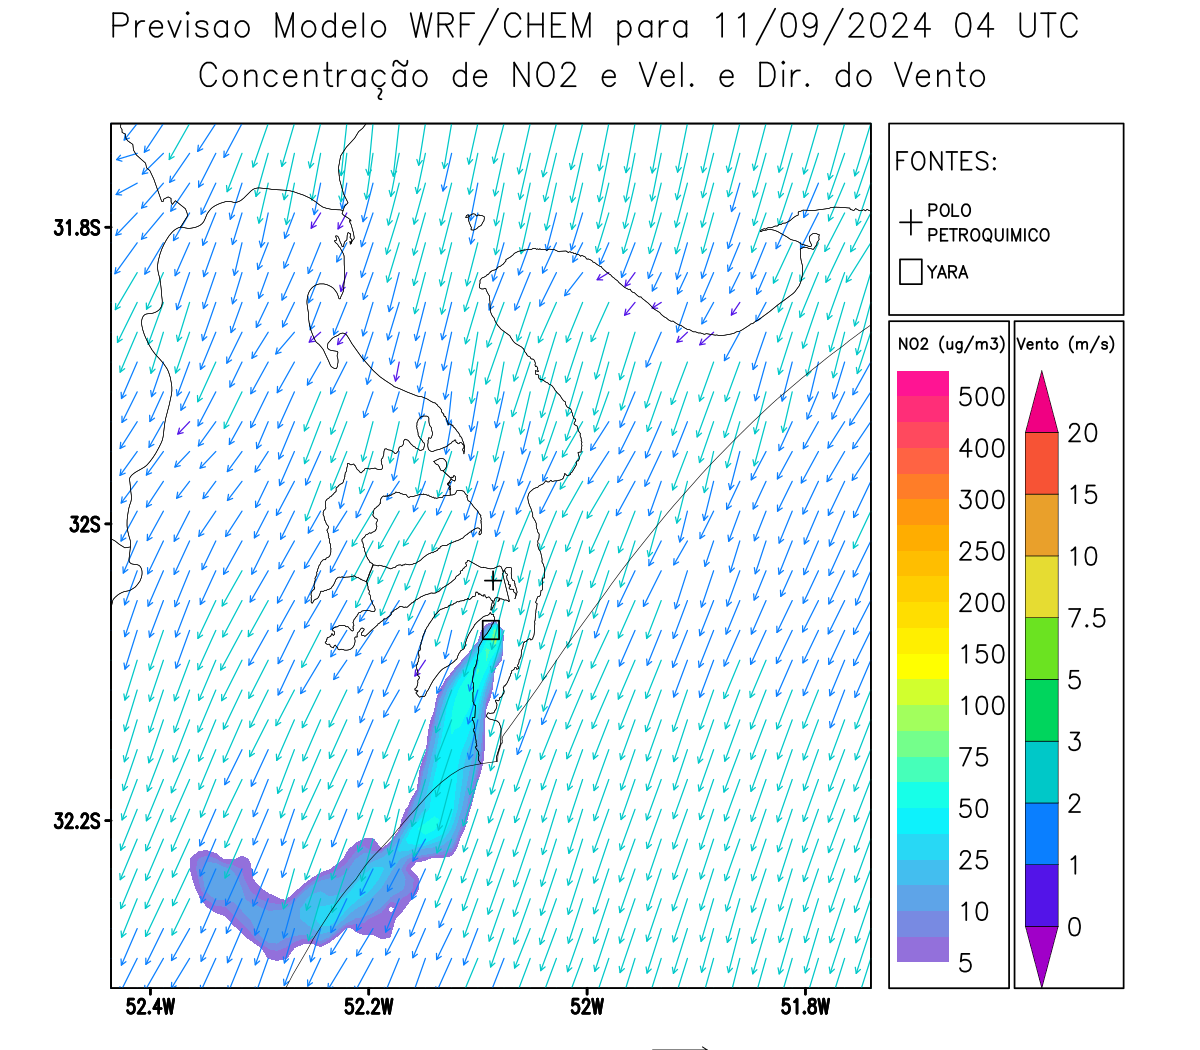 Previsao Modelo WRF/CHEM para 11/09/2024 04 UTC
Concentração de NO2 e Vel. e Dir. do Vento
FONTES:
POLO
PETROQUIMICO
YARA
31.8S
32S
32.2S
52.4W
52.2W
52W
51.8W
NO2 (ug/m3)
500
400
300
250
200
150
100
75
50
25
10
5
Vento (m/s)
20
15
10
7.5
5
3
2
1
0